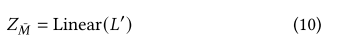 Z_{\tilde{M}} = Linear(L′) (10)